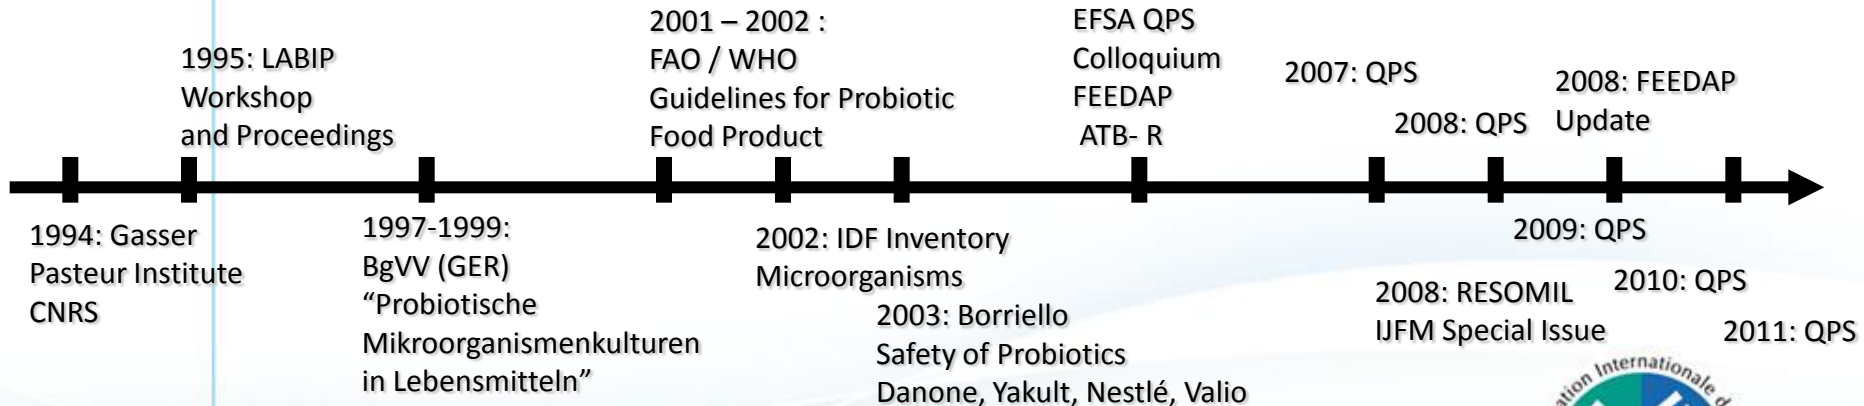 1995: LABIP
Workshop
and Proceedings
2001 – 2002 :
FAO / WHO
Guidelines for Probiotic
Food Product
EFSA QPS
Colloquium
FEEDAP
ATB- R
2007: QPS
2008: QPS
2008: FEEDAP
Update
1994: Gasser
Pasteur Institute
CNRS
1997-1999:
BgVV (GER)
“Probiotische
Mikroorganismenkulturen
in Lebensmitteln”
2002: IDF Inventory
Microorganisms
2003: Borriello
Safety of Probiotics
Danone, Yakult, Nestlé, Valio
2009: QPS
2008: RESOMIL
IJFM Special Issue
2010: QPS
2011: QPS
Internationale